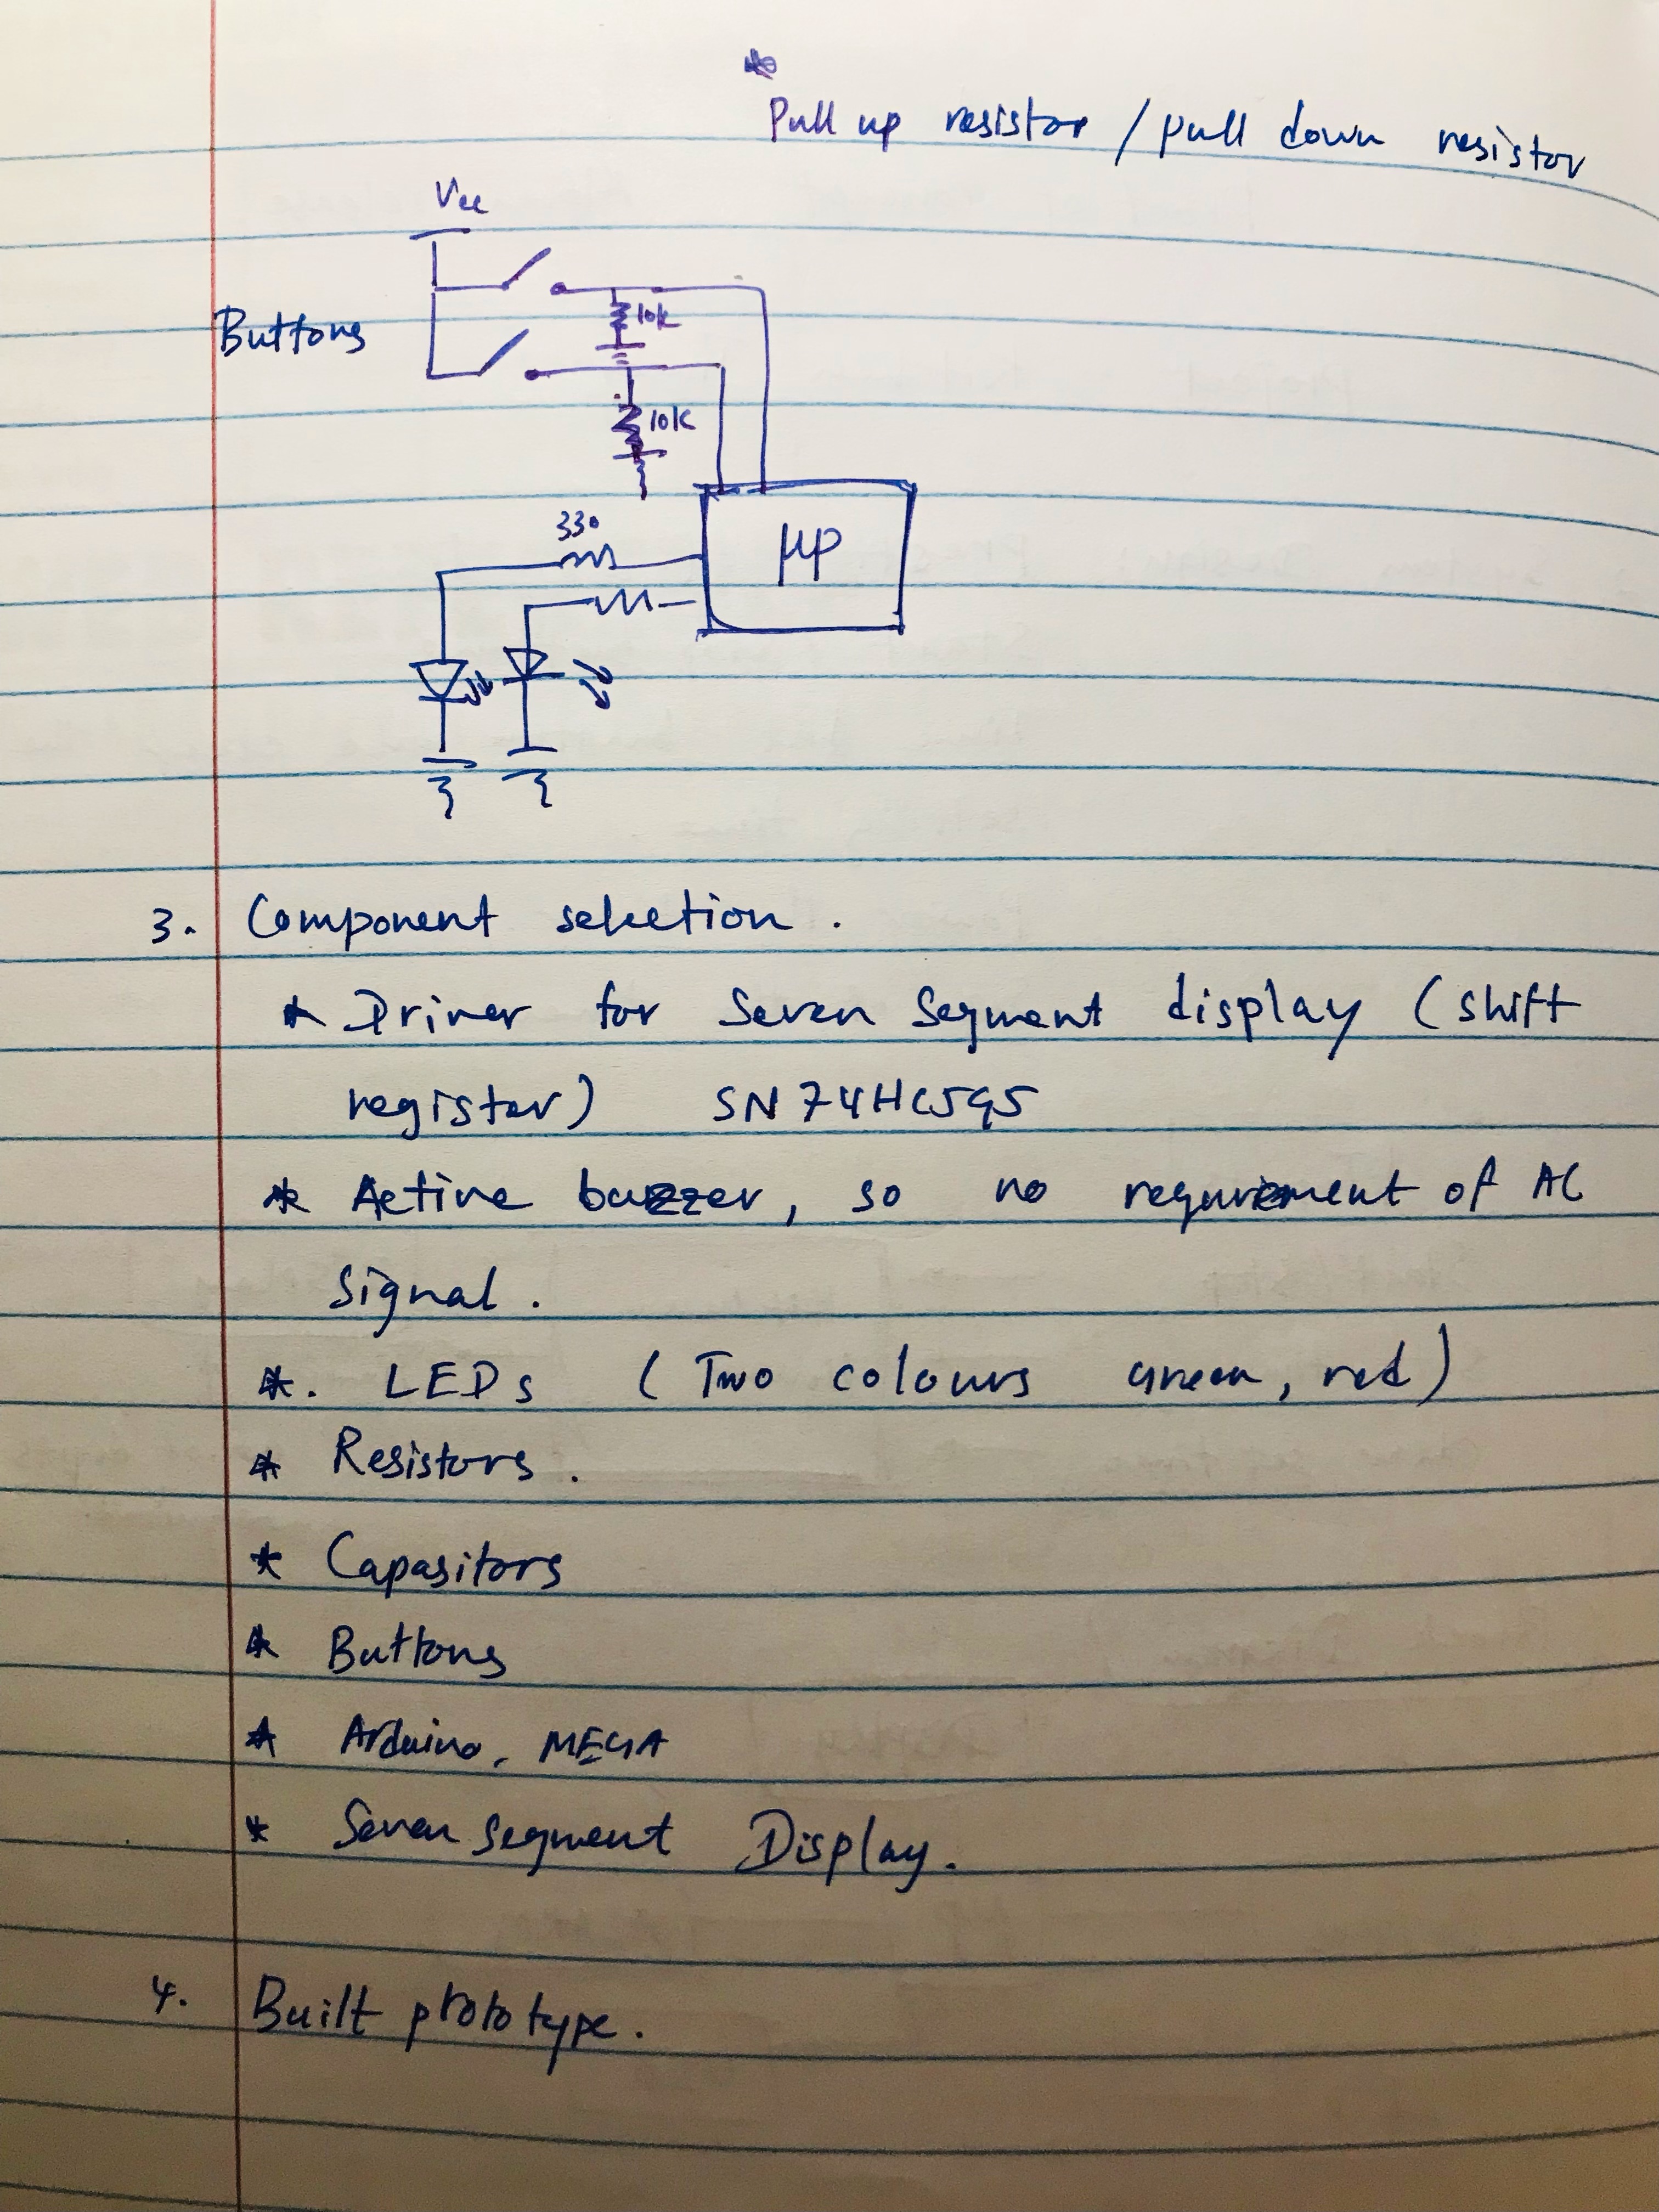 Pull up resistor / pull down resistor
Vcc
Buttons
10k
10k
330
μp
3. Component selection.
* Driver for Seven Segment display (shift
register) SN74HC595
* Active buzzer, so no requirement of AC
Signal.
*. LEDs (Two colours green, red)
* Resistors.
* Capasitors
* Buttons
* Arduino, MEGA
* Seven segment Display.
4. Built prototype.